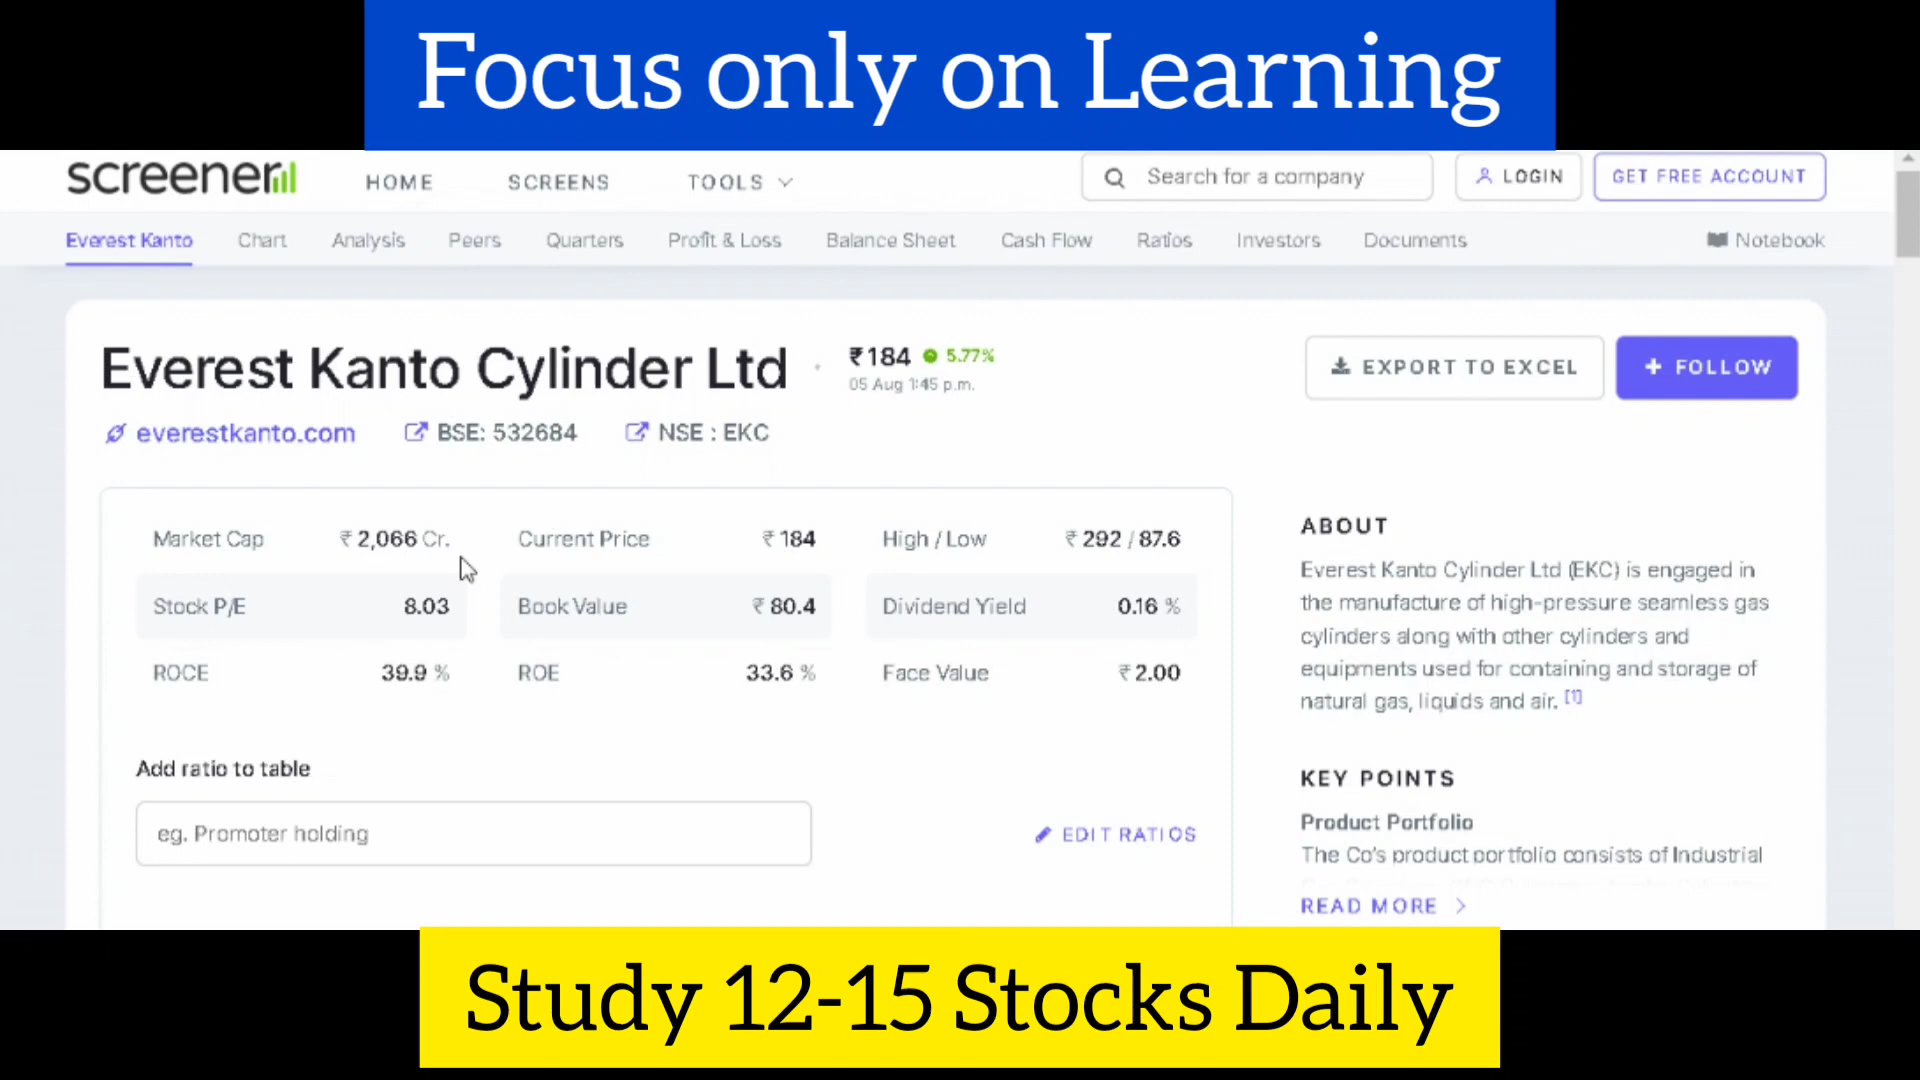 Focus only on Learning
screener
HOME SCREENS TOOLS
Search for a company
LOGIN
GET FREE ACCOUNT
Everest Kanto Chart Analysis Peers Quarters Profit & Loss Balance Sheet Cash Flow Ratios Investors Documents Notebook
Everest Kanto Cylinder Ltd
₹ 184 5.77%
05 Aug 1:45 p.m.
EXPORT TO EXCEL
+ FOLLOW
everestkanto.com BSE: 532684 NSE : EKC
Market Cap ₹ 2,066 Cr. Current Price ₹ 184 High / Low ₹ 292 / 87.6
Stock P/E 8.03 Book Value ₹ 80.4 Dividend Yield 0.16 %
ROCE 39.9 % ROE 33.6 % Face Value ₹ 2.00
Add ratio to table
eg. Promoter holding
EDIT RATIOS
ABOUT
Everest Kanto Cylinder Ltd (EKC) is engaged in
the manufacture of high-pressure seamless gas
cylinders along with other cylinders and
equipments used for containing and storage of
natural gas, liquids and air. [1]
KEY POINTS
Product Portfolio
The Co's product portfolio consists of Industrial
READ MORE
Study 12-15 Stocks Daily